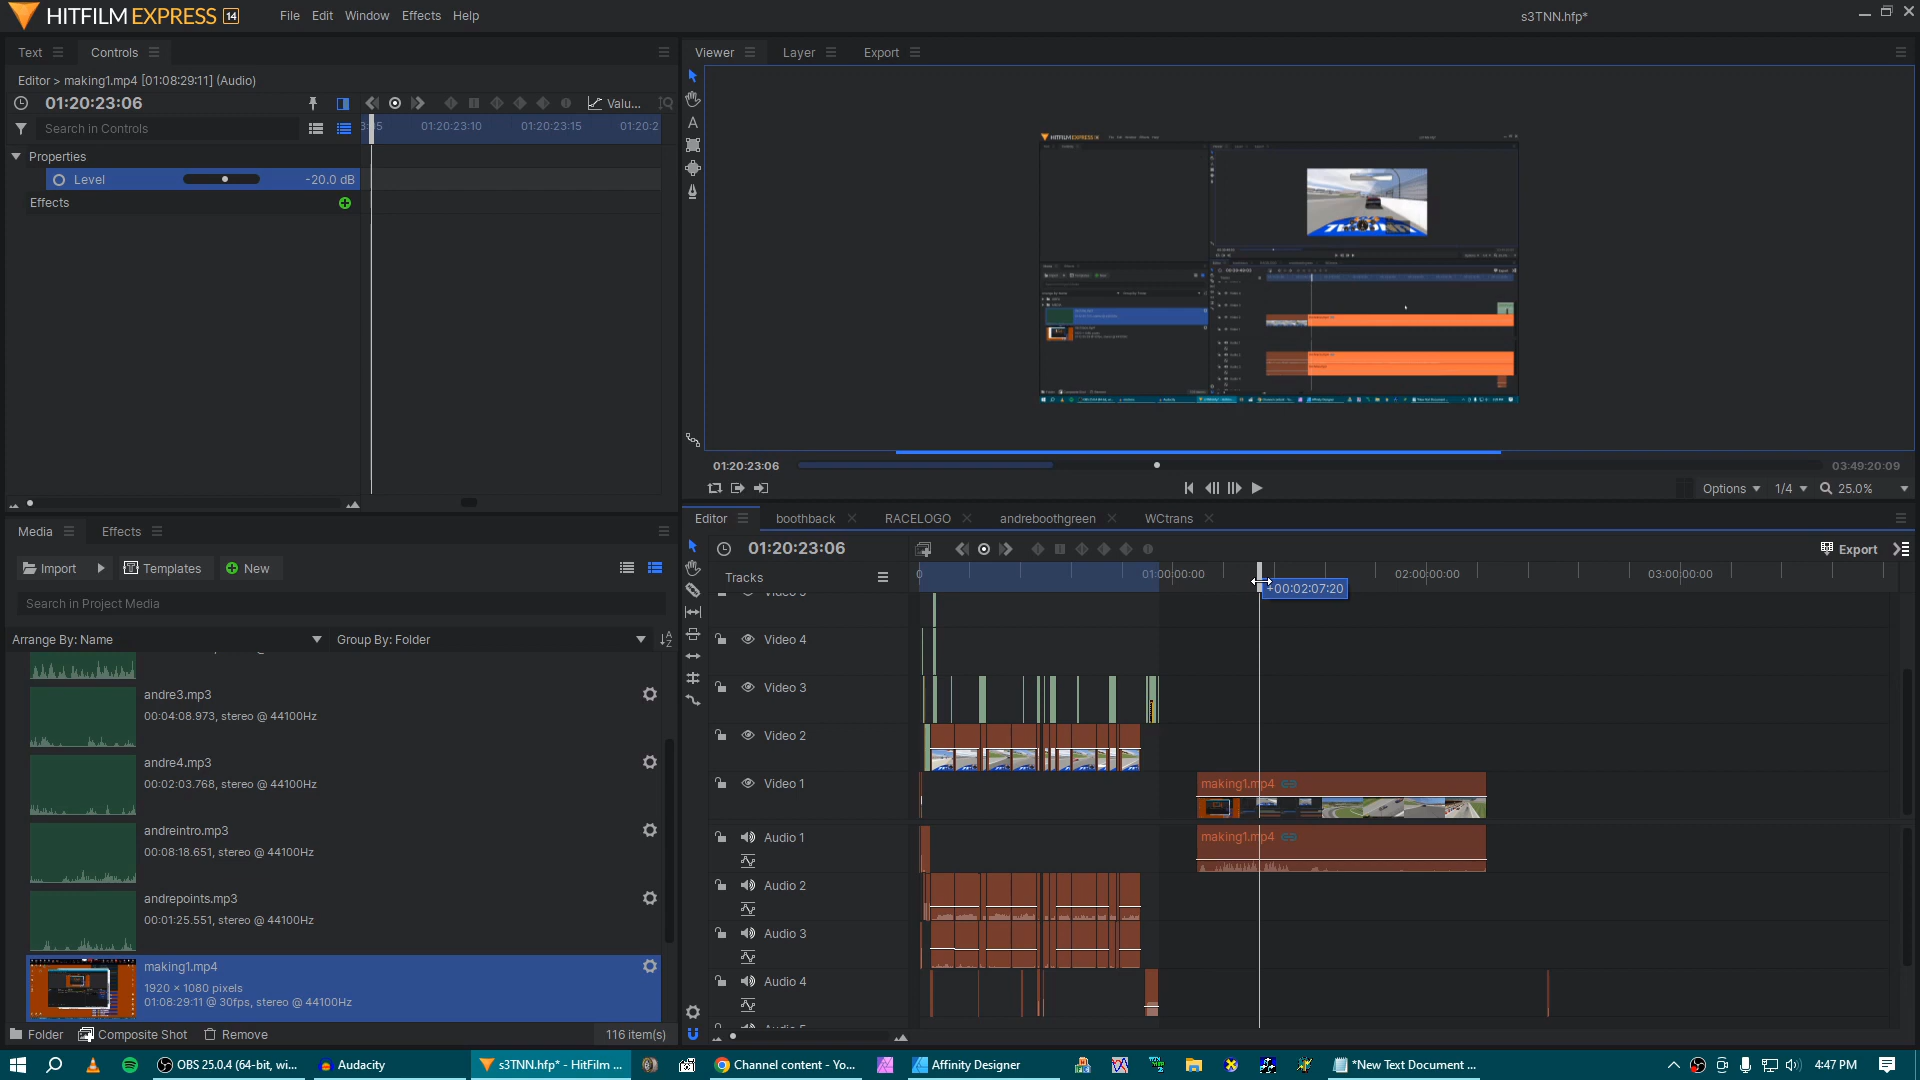 HITFILM EXPRESS 14
File Edit Window Effects Help
s3TNN.hfp*
Text Controls
Editor > making1.mp4 [01:08:29:11] (Audio)
01:20:23:06
Valu...
Search in Controls
01:20:23:10 01:20:23:15 01:20:2
Properties
Level -20.0 dB
Effects
Viewer Layer Export
01:20:23:06
03:49:20:09
Options 1/4 25.0%
Media Effects
Import Templates New
Search in Project Media
Arrange By: Name Group By: Folder
andre3.mp3
00:04:08.973, stereo @ 44100Hz
andre4.mp3
00:02:03.768, stereo @ 44100Hz
andreintro.mp3
00:08:18.651, stereo @ 44100Hz
andrepoints.mp3
00:01:25.551, stereo @ 44100Hz
making1.mp4
1920 × 1080 pixels
01:08:29:11 @ 30fps, stereo @ 44100Hz
Folder Composite Shot Remove 116 item(s)
Editor boothback RACELOGO andreboothgreen WCtrans
01:20:23:06
Export
Tracks
0 01:00:00:00 02:00:00:00 03:00:00:00
+00:02:07:20
Video 4
Video 3
Video 2
Video 1
making1.mp4
Audio 1
making1.mp4
Audio 2
Audio 3
Audio 4
OBS 25.0.4 (64-bit, wi... Audacity s3TNN.hfp* - HitFilm ... Channel content - Yo... Affinity Designer *New Text Document ... 4:47 PM